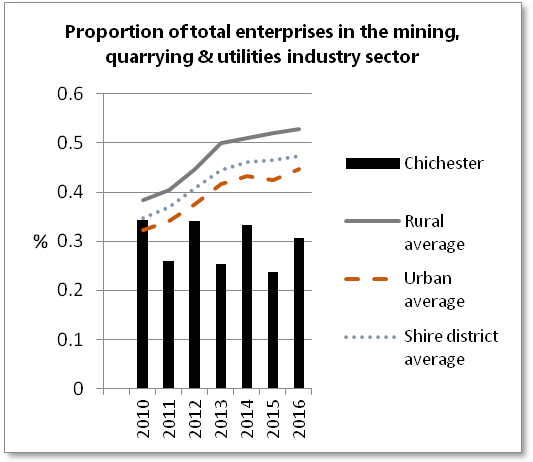 Proportion of total enterprises in the mining,
quarrying & utilities industry sector
0.6
0.5
0.4
0.3
0.2
0.1
0
%
2010
2011
2012
2013
2014
2015
2016
Chichester
Rural
average
Urban
average
Shire district
average